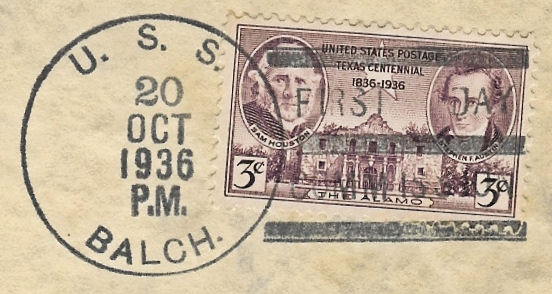 U. S. S.
20
OCT
1936
P.M.
BALCH.
UNITED STATES POSTAGE
TEXAS CENTENNIAL
1836-1936
FIRST DAY
SAM HOUSTON
STEPHEN F. AUSTIN
3¢
3¢
THE ALAMO